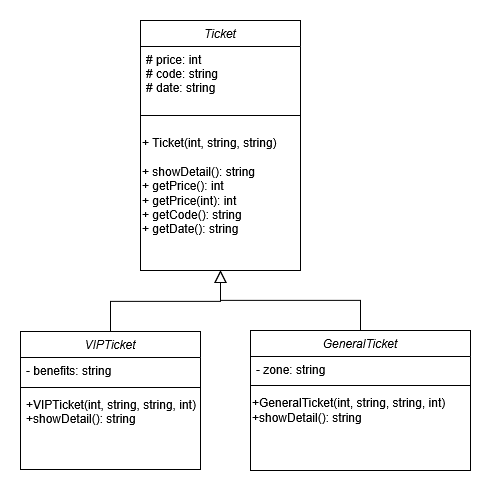 Ticket
# price: int
# code: string
# date: string
+ Ticket(int, string, string)
+ showDetail(): string
+ getPrice(): int
+ getPrice(int): int
+ getCode(): string
+ getDate(): string
VIPTicket
- benefits: string
+VIPTicket(int, string, string, int)
+showDetail(): string
GeneralTicket
- zone: string
+GeneralTicket(int, string, string, int)
+showDetail(): string